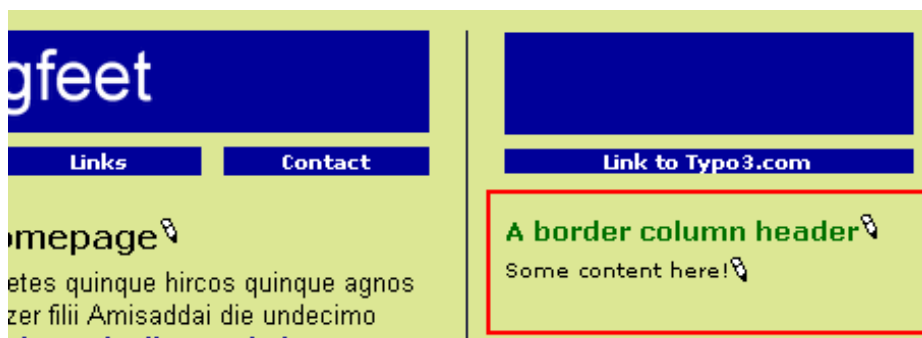 gfeet
Links
Contact
Link to Typo3.com
omepage
etes quinque hircos quinque agnos
zer filii Amisaddai die undecimo
A border column header
Some content here!